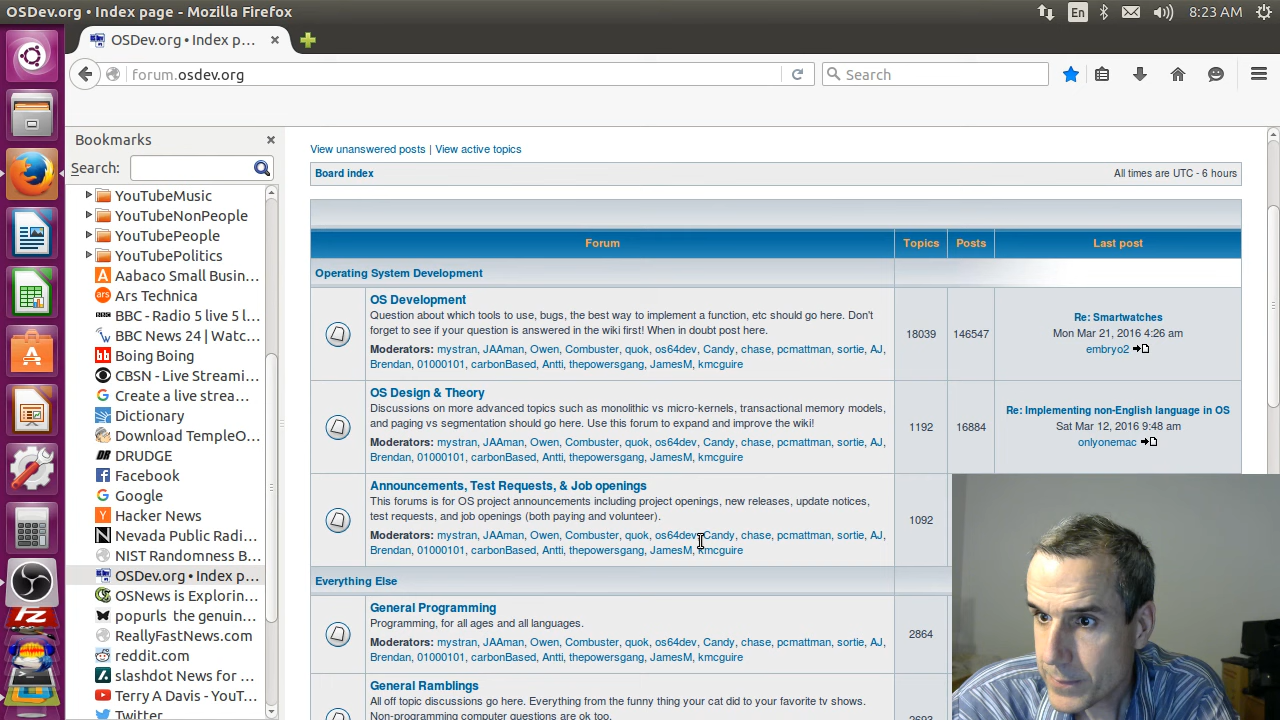 OSDev.org • Index page - Mozilla Firefox
En
8:23 AM
OSDev.org • Index p...
forum.osdev.org
Search
Bookmarks
Search:
YouTubeMusic
YouTubeNonPeople
YouTubePeople
YouTubePolitics
Aabaco Small Busin...
Ars Technica
BBC - Radio 5 live 5 l...
BBC News 24 | Watc...
Boing Boing
CBSN - Live Streami...
Create a live strea...
Dictionary
Download TempleO...
DRUDGE
Facebook
Google
Hacker News
Nevada Public Radi...
NIST Randomness B...
OSDev.org • Index p...
OSNews is Explorin...
popurls the genuin...
ReallyFastNews.com
reddit.com
slashdot News for ...
Terry A Davis - YouT...
Twitter
View unanswered posts | View active topics
Board index
All times are UTC - 6 hours
Forum Topics Posts Last post
Operating System Development
OS Development
Question about which tools to use, bugs, the best way to implement a function, etc should go here. Don't
forget to see if your question is answered in the wiki first! When in doubt post here.
Moderators: mystran, JAAman, Owen, Combuster, quok, os64dev, Candy, chase, pcmattman, sortie, AJ,
Brendan, 01000101, carbonBased, Antti, thepowersgang, JamesM, kmcguire
18039
146547
Re: Smartwatches
Mon Mar 21, 2016 4:26 am
embryo2
OS Design & Theory
Discussions on more advanced topics such as monolithic vs micro-kernels, transactional memory models,
and paging vs segmentation should go here. Use this forum to expand and improve the wiki!
Moderators: mystran, JAAman, Owen, Combuster, quok, os64dev, Candy, chase, pcmattman, sortie, AJ,
Brendan, 01000101, carbonBased, Antti, thepowersgang, JamesM, kmcguire
1192
16884
Re: Implementing non-English language in OS
Sat Mar 12, 2016 9:48 am
onlyonemac
Announcements, Test Requests, & Job openings
This forums is for OS project announcements including project openings, new releases, update notices,
test requests, and job openings (both paying and volunteer).
Moderators: mystran, JAAman, Owen, Combuster, quok, os64dev, Candy, chase, pcmattman, sortie, AJ,
Brendan, 01000101, carbonBased, Antti, thepowersgang, JamesM, kmcguire
1092
Everything Else
General Programming
Programming, for all ages and all languages.
Moderators: mystran, JAAman, Owen, Combuster, quok, os64dev, Candy, chase, pcmattman, sortie, AJ,
Brendan, 01000101, carbonBased, Antti, thepowersgang, JamesM, kmcguire
2864
General Ramblings
All off topic discussions go here. Everything from the funny thing your cat did to your favorite tv shows.
Non-programming computer questions are ok too.